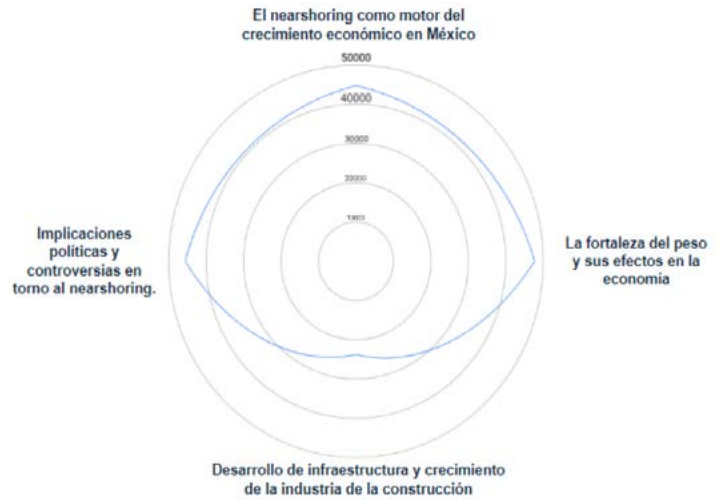 El nearshoring como motor del
crecimiento económico en México
50000
40000
30000
20000
10000
Implicaciones
políticas y
controversias en
torno al nearshoring.
La fortaleza del peso
y sus efectos en la
economía
Desarrollo de infraestructura y crecimiento
de la industria de la construcción